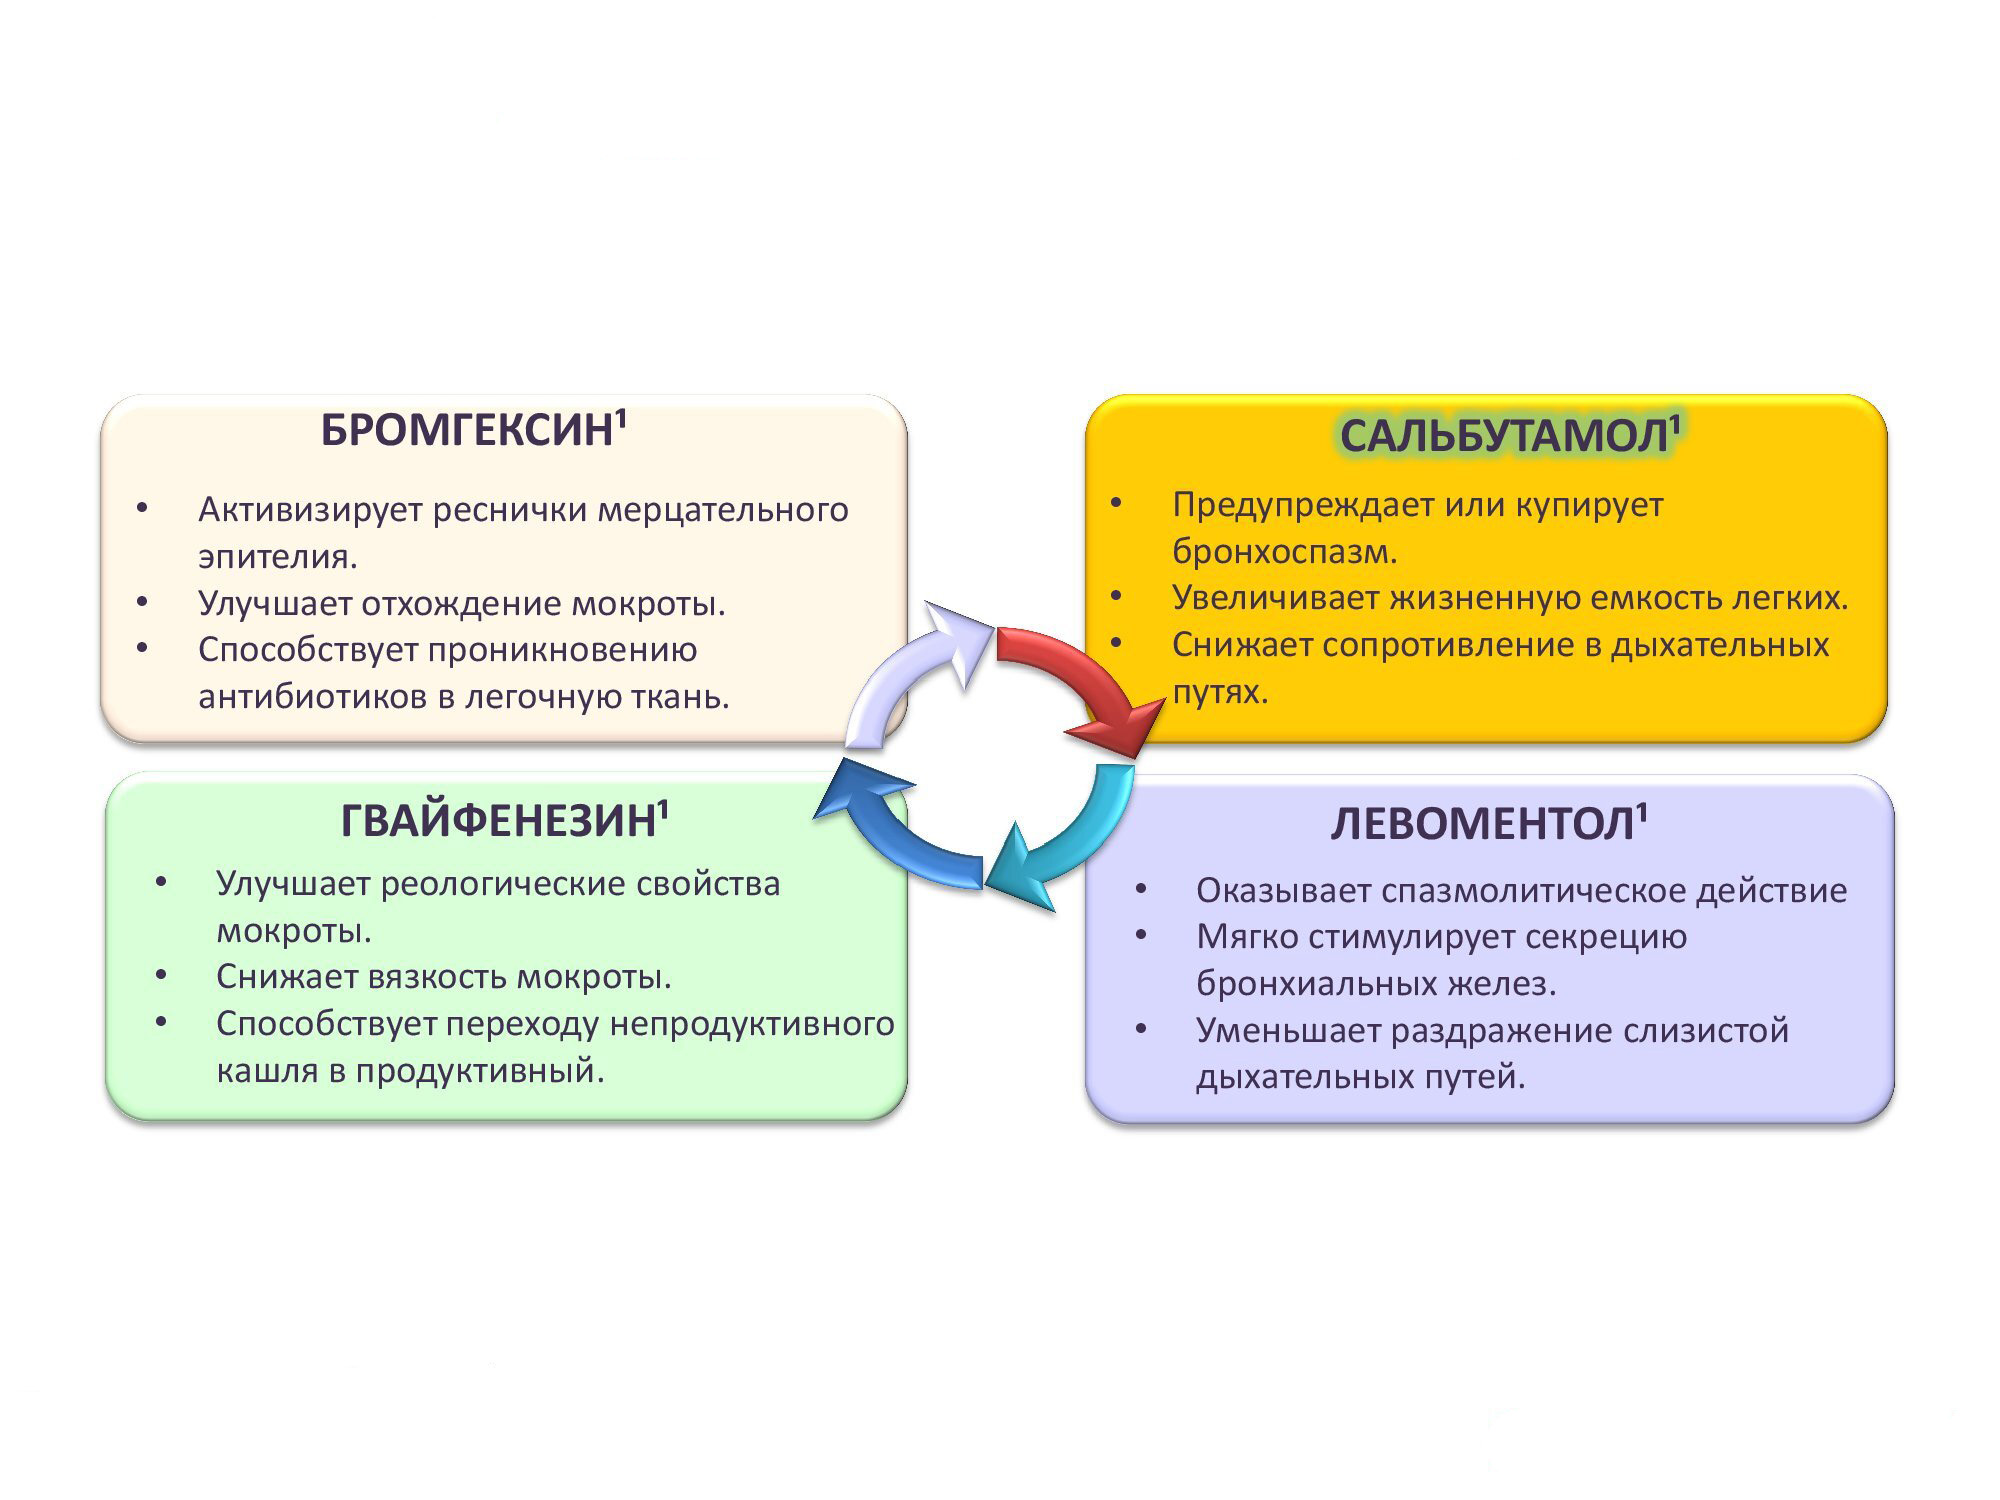 БРОМГЕКСИН¹
• Активизирует реснички мерцательного
эпителия.
• Улучшает отхождение мокроты.
• Способствует проникновению
антибиотиков в легочную ткань.
САЛЬБУТАМОЛ¹
• Предупреждает или купирует
бронхоспазм.
• Увеличивает жизненную емкость легких.
• Снижает сопротивление в дыхательных
путях.
ГВАЙФЕНЕЗИН¹
• Улучшает реологические свойства
мокроты.
• Снижает вязкость мокроты.
• Способствует переходу непродуктивного
кашля в продуктивный.
ЛЕВОМЕНТОЛ¹
• Оказывает спазмолитическое действие
• Мягко стимулирует секрецию
бронхиальных желез.
• Уменьшает раздражение слизистой
дыхательных путей.